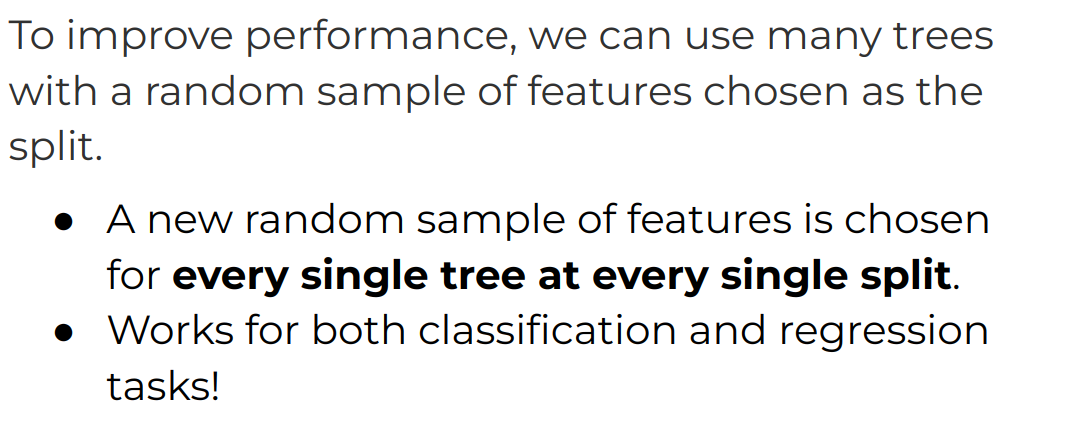 To improve performance, we can use many trees
with a random sample of features chosen as the
split.
● A new random sample of features is chosen
for every single tree at every single split.
● Works for both classification and regression
tasks!